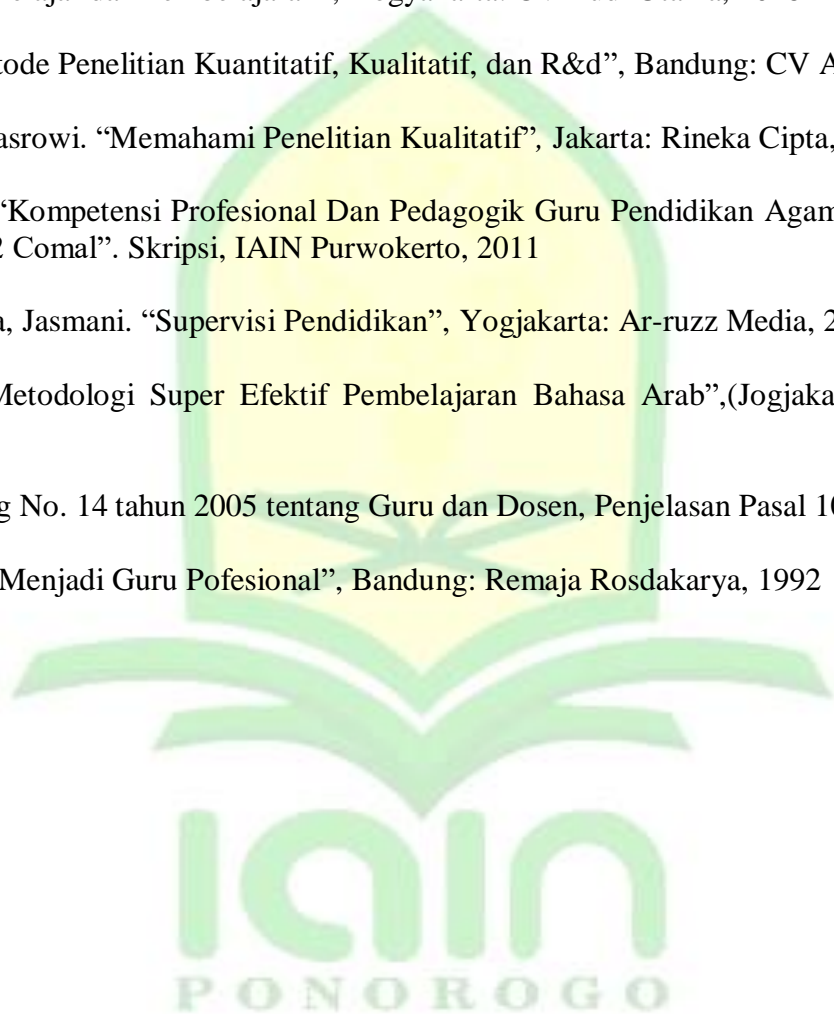 tode Penelitian Kuantitatif, Kualitatif, dan R&d”, Bandung: CV A
asrowi. “Memahami Penelitian Kualitatif”, Jakarta: Rineka Cipta,
“Kompetensi Profesional Dan Pedagogik Guru Pendidikan Agam
2 Comal”. Skripsi, IAIN Purwokerto, 2011
a, Jasmani. “Supervisi Pendidikan”, Yogjakarta: Ar-ruzz Media, 2
Metodologi Super Efektif Pembelajaran Bahasa Arab”,(Jogjaka
g No. 14 tahun 2005 tentang Guru dan Dosen, Penjelasan Pasal 10
Menjadi Guru Pofesional”, Bandung: Remaja Rosdakarya, 1992
iain
PONOROGO